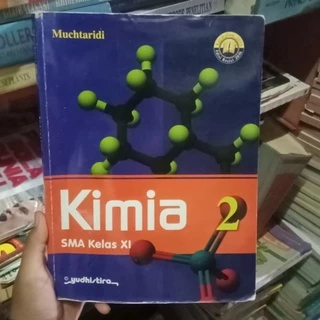 Muchtaridi
Kimia 2
SMA Kelas XI
yudhistira